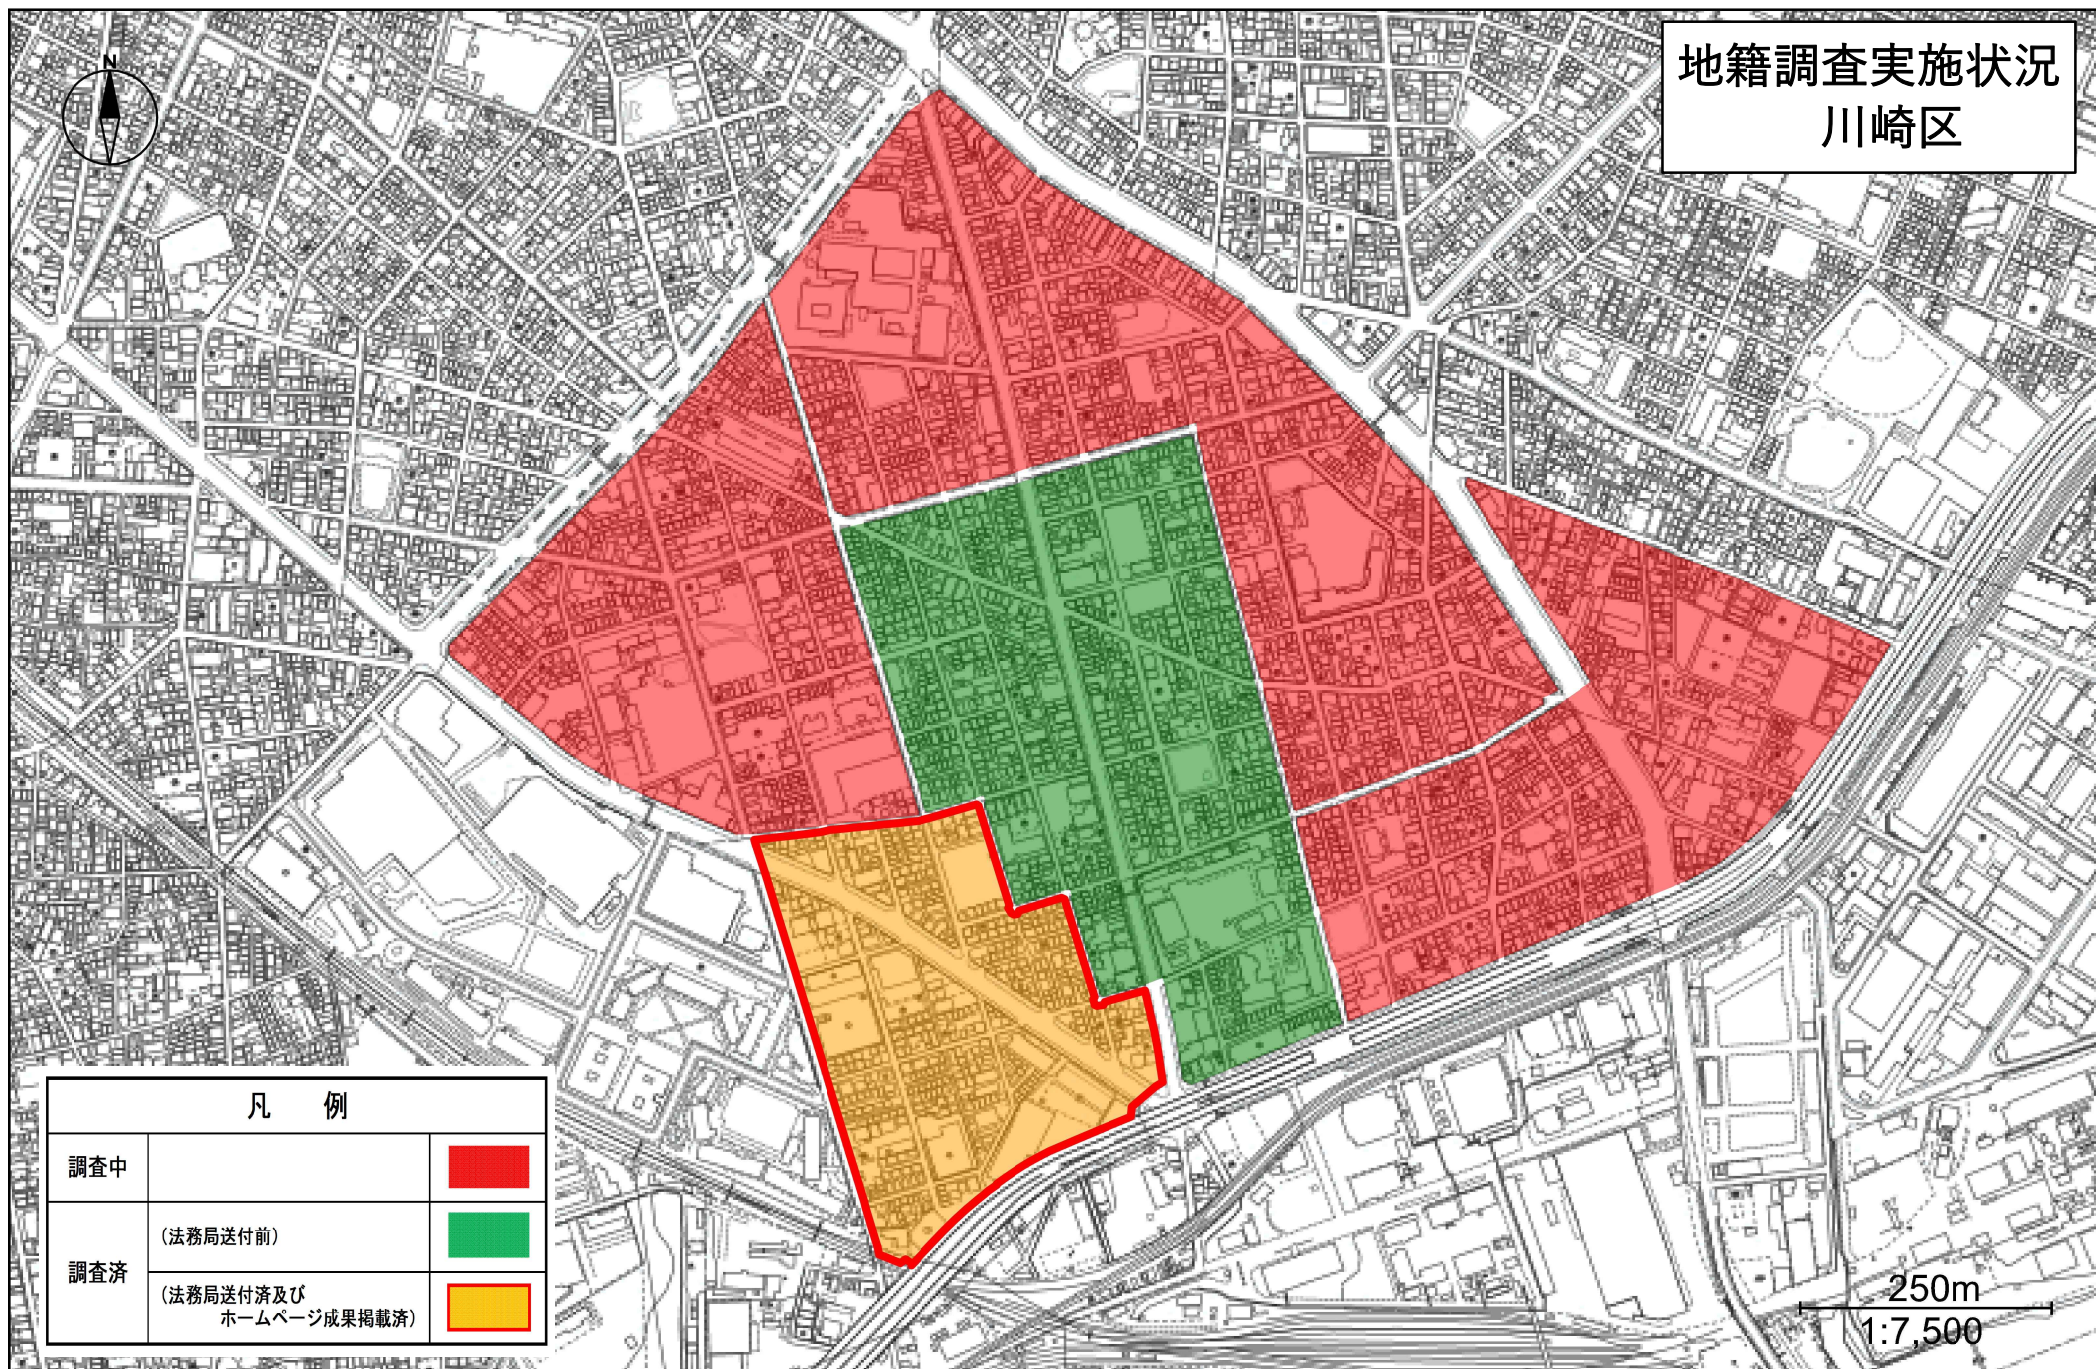 N
地籍調査実施状況
川崎区
凡 例
調査中
調査済
(法務局送付前)
(法務局送付済及び
ホームページ成果掲載済)
250m
1:7,500